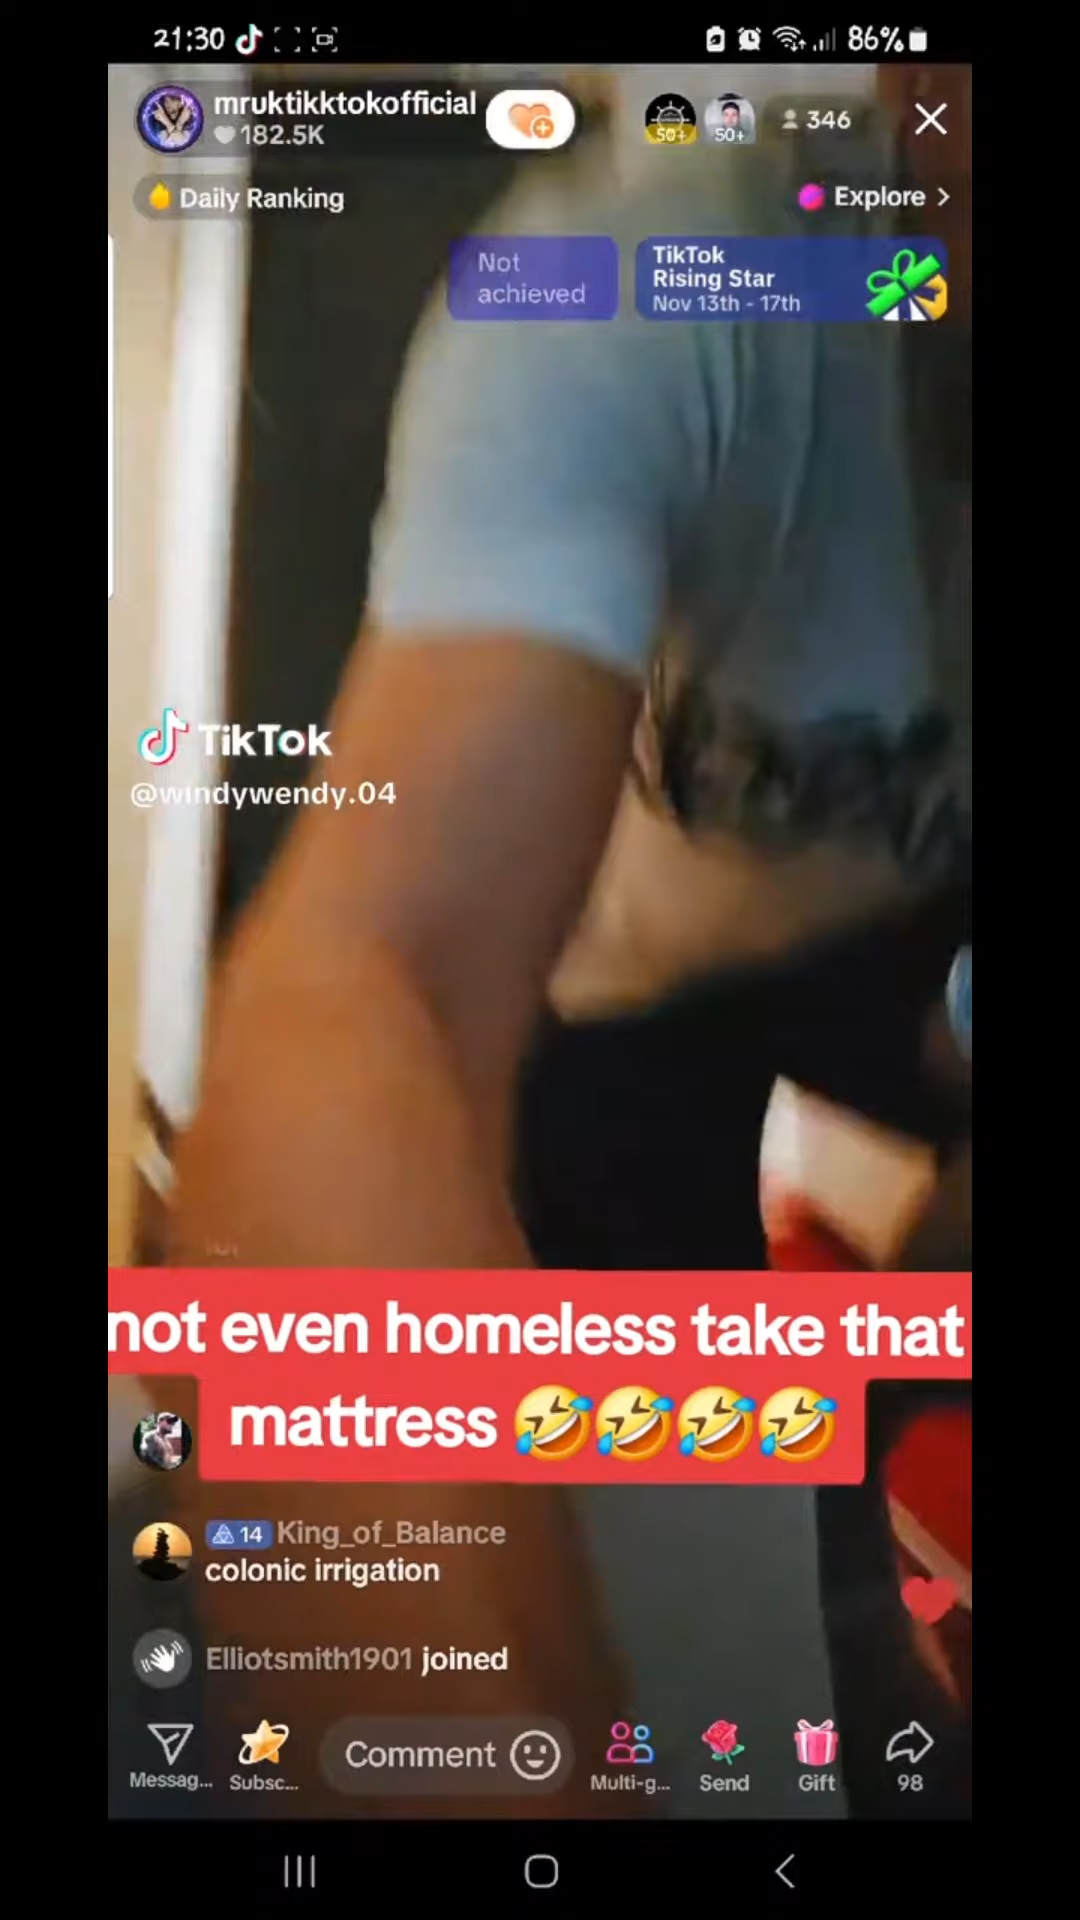 21:30
86%
mruktikktokofficial
182.5K
50+
50+
346
Daily Ranking
Explore >
Not
achieved
TikTok
Rising Star
Nov 13th - 17th
TikTok
@windywendy.04
not even homeless take that
mattress 🤣🤣🤣🤣
14 King_of_Balance
colonic irrigation
Elliotsmith1901 joined
Messag...
Subsc...
Comment
Multi-g...
Send
Gift
98